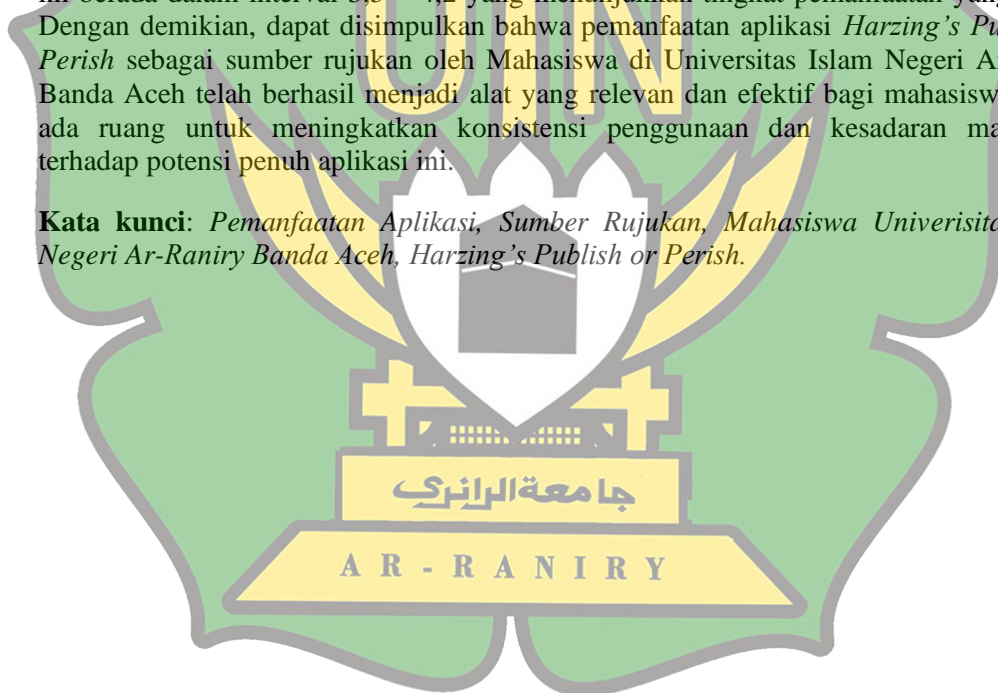 Dengan demikian, dapat disimpulkan bahwa pemanfaatan aplikasi Harzing's Pu
Perish sebagai sumber rujukan oleh Mahasiswa di Universitas Islam Negeri Ar
Banda Aceh telah berhasil menjadi alat yang relevan dan efektif bagi mahasisw
ada ruang untuk meningkatkan konsistensi penggunaan dan kesadaran ma
terhadap potensi penuh aplikasi ini.
Kata kunci: Pemanfaatan Aplikasi, Sumber Rujukan, Mahasiswa Univerisita
Negeri Ar-Raniry Banda Aceh, Harzing's Publish or Perish.
UIN
جامعة الرانري
AR-RANIRY